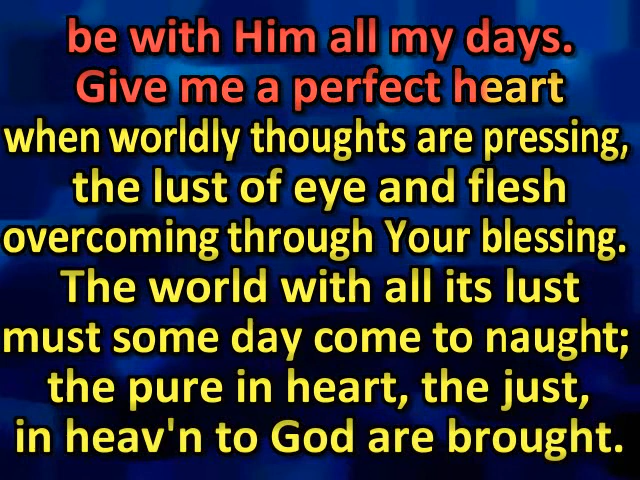 be with Him all my days.
Give me a perfect heart
when worldly thoughts are pressing,
the lust of eye and flesh
overcoming through Your blessing.
The world with all its lust
must some day come to naught;
the pure in heart, the just,
in heav'n to God are brought.